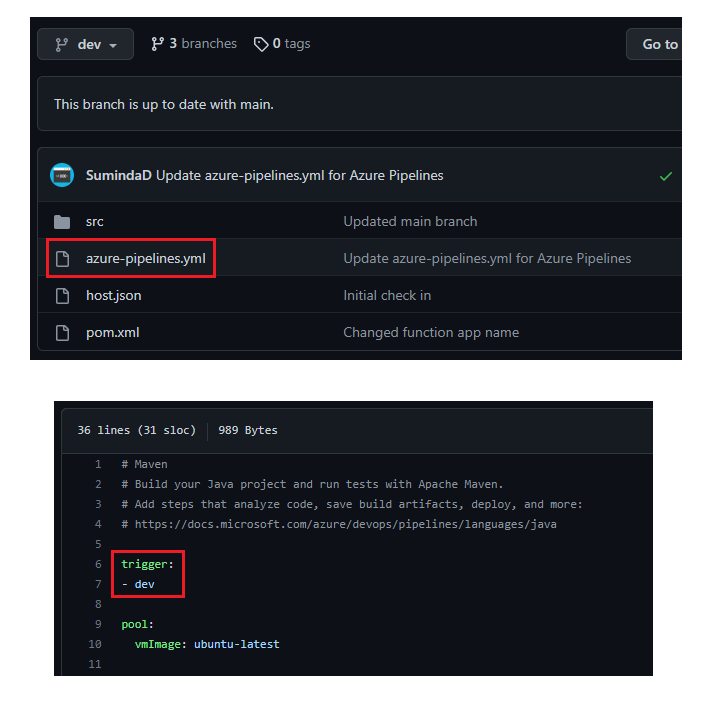 dev 3 branches 0 tags Go to
This branch is up to date with main.
SumindaD Update azure-pipelines.yml for Azure Pipelines
src Updated main branch
azure-pipelines.yml Update azure-pipelines.yml for Azure Pipelines
host.json Initial check in
pom.xml Changed function app name
36 lines (31 sloc) 989 Bytes
1 # Maven
2 # Build your Java project and run tests with Apache Maven.
3 # Add steps that analyze code, save build artifacts, deploy, and more:
4 # https://docs.microsoft.com/azure/devops/pipelines/languages/java
5
6 trigger:
7 - dev
8
9 pool:
10 vmImage: ubuntu-latest
11